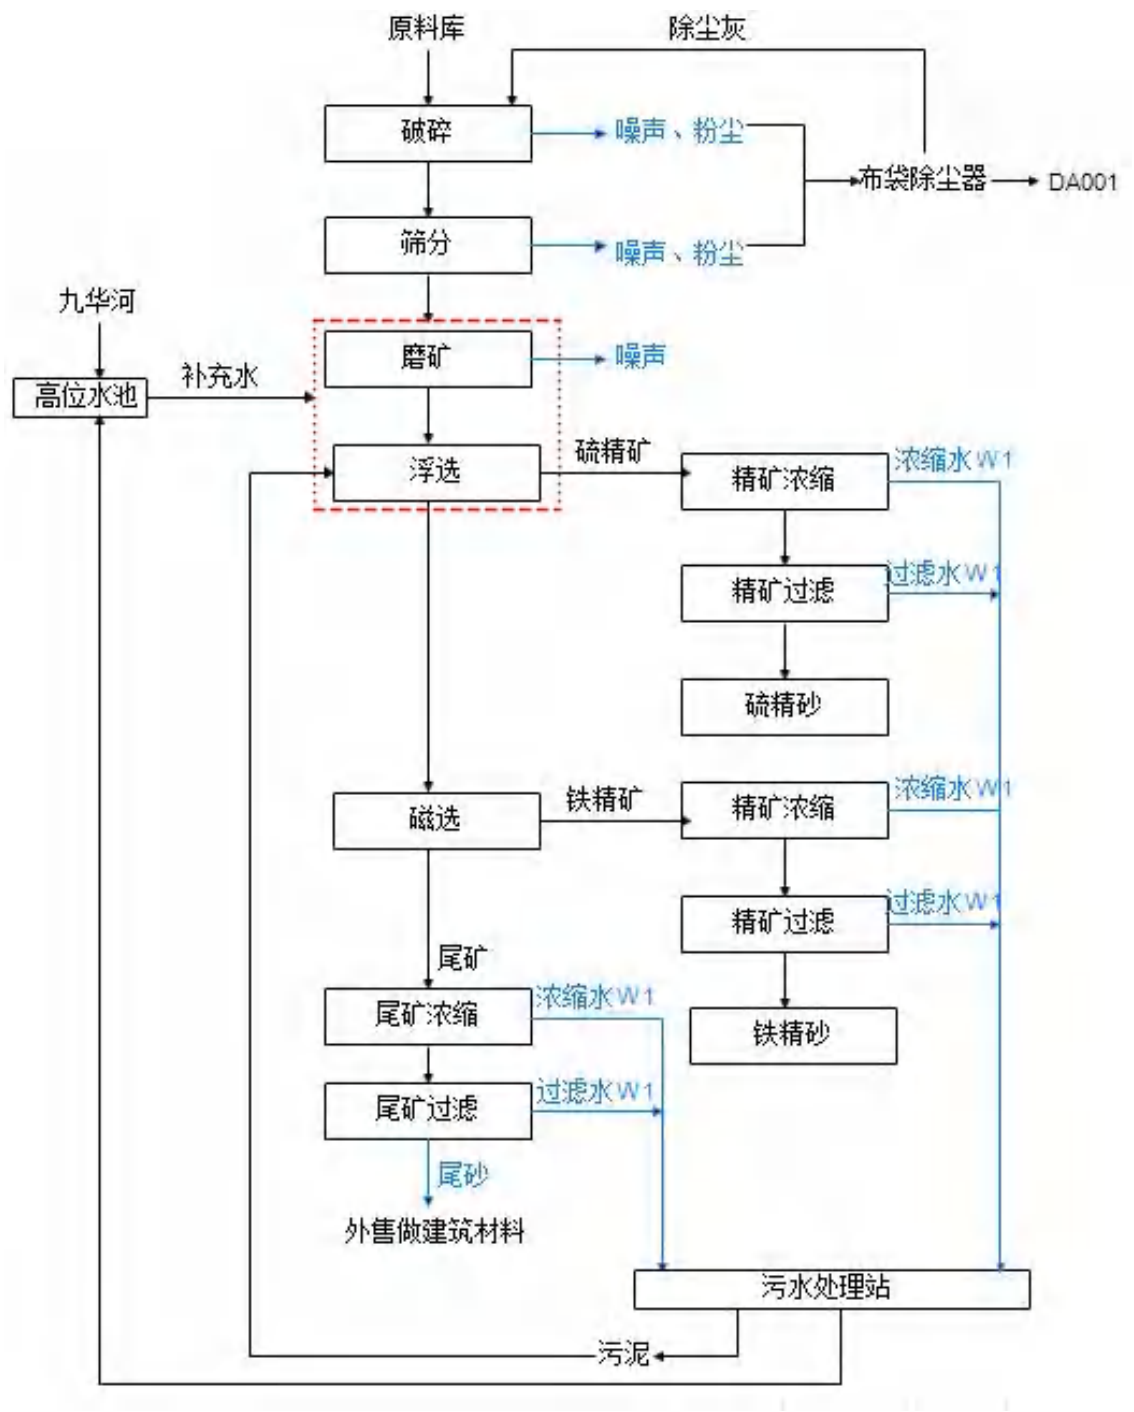 原料库
除尘灰
破碎
噪声、粉尘
布袋除尘器
DA001
筛分
噪声、粉尘
九华河
磨矿
噪声
高位水池
补充水
浮选
硫精矿
精矿浓缩
浓缩水W1
精矿过滤
过滤水W1
硫精砂
磁选
铁精矿
精矿浓缩
浓缩水W1
精矿过滤
过滤水W1
尾矿
尾矿浓缩
浓缩水W1
铁精砂
尾矿过滤
过滤水W1
尾砂
外售做建筑材料
污水处理站
污泥